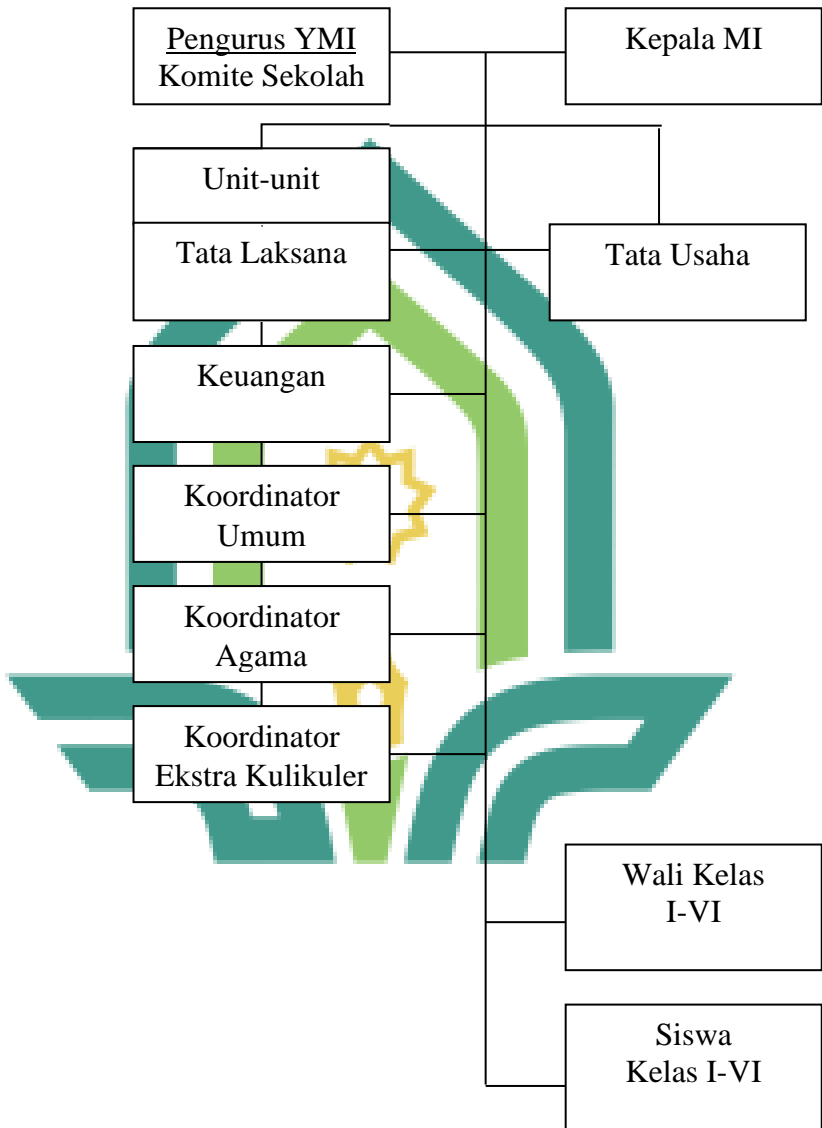 Pengurus YMI
Komite Sekolah
Kepala MI
Unit-unit
Tata Laksana
Tata Usaha
Keuangan
Koordinator
Umum
Koordinator
Agama
Koordinator
Ekstra Kulikuler
Wali Kelas
I-VI
Siswa
Kelas I-VI